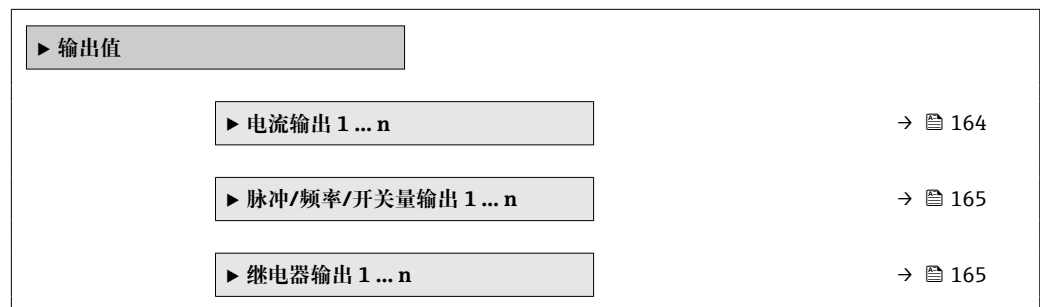 ▶ 输出值
▶ 电流输出 1 ... n → 164
▶ 脉冲/频率/开关量输出 1 ... n → 165
▶ 继电器输出 1 ... n → 165